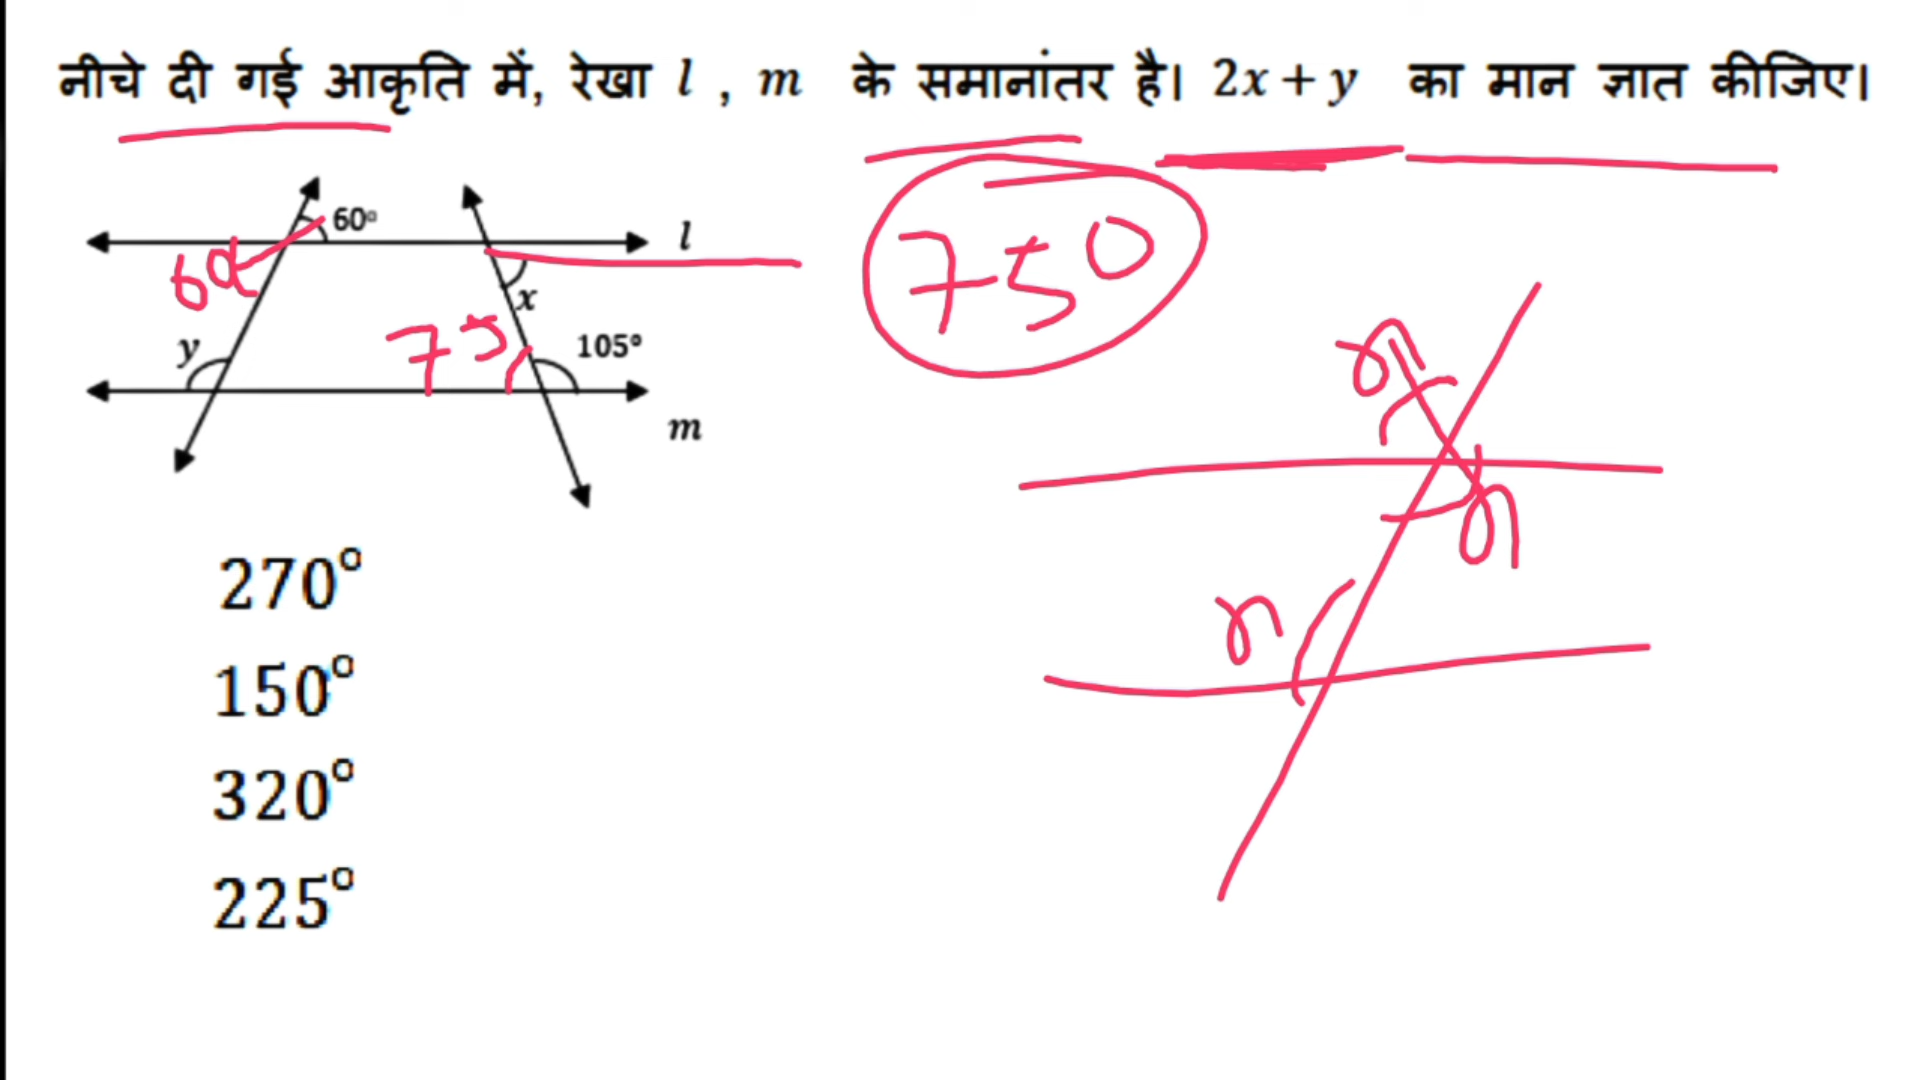 नीचे दी गई आकृति में, रेखा l , m के समानांतर है। 2x + y का मान ज्ञात कीजिए।
60°
l
60
750
x
y
75
105°
m
270°
150°
320°
225°